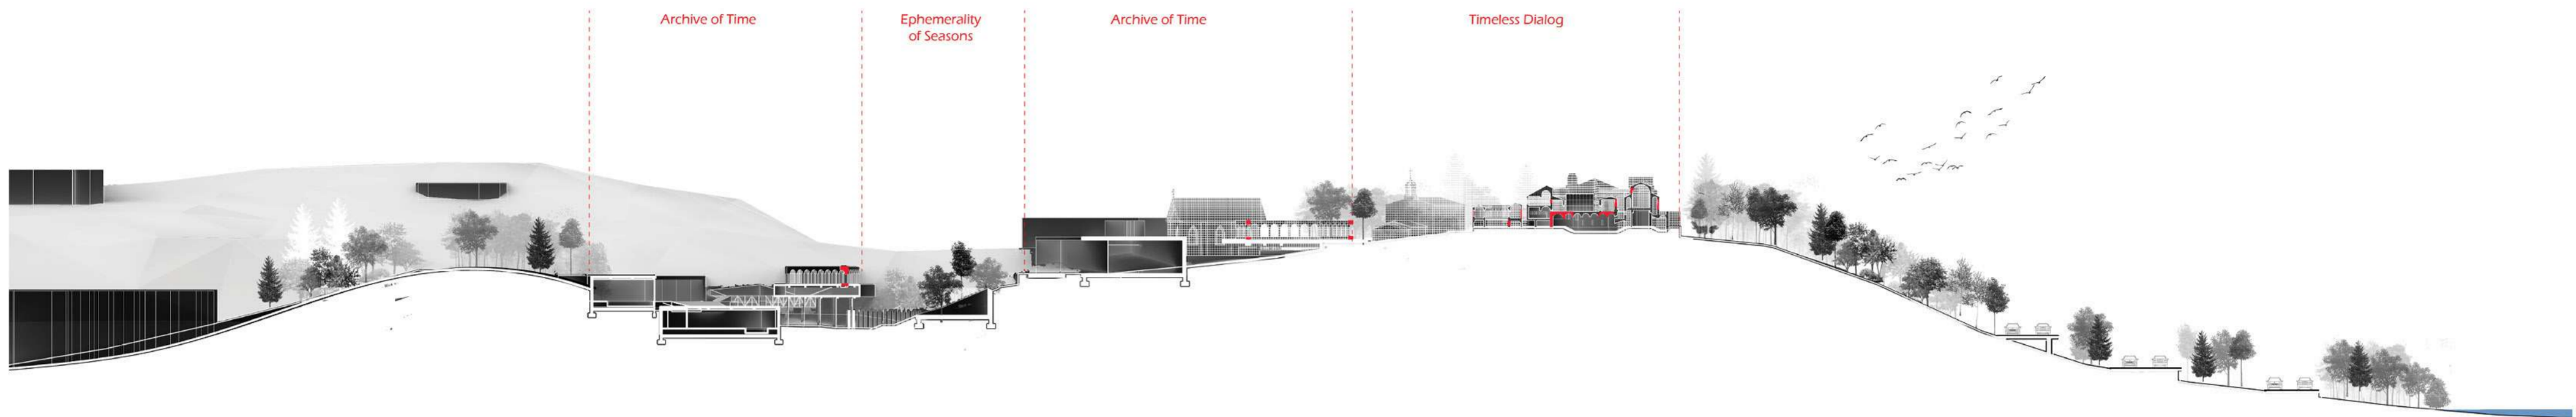 Archive of Time
Ephemerality
of Seasons
Archive of Time
Timeless Dialog